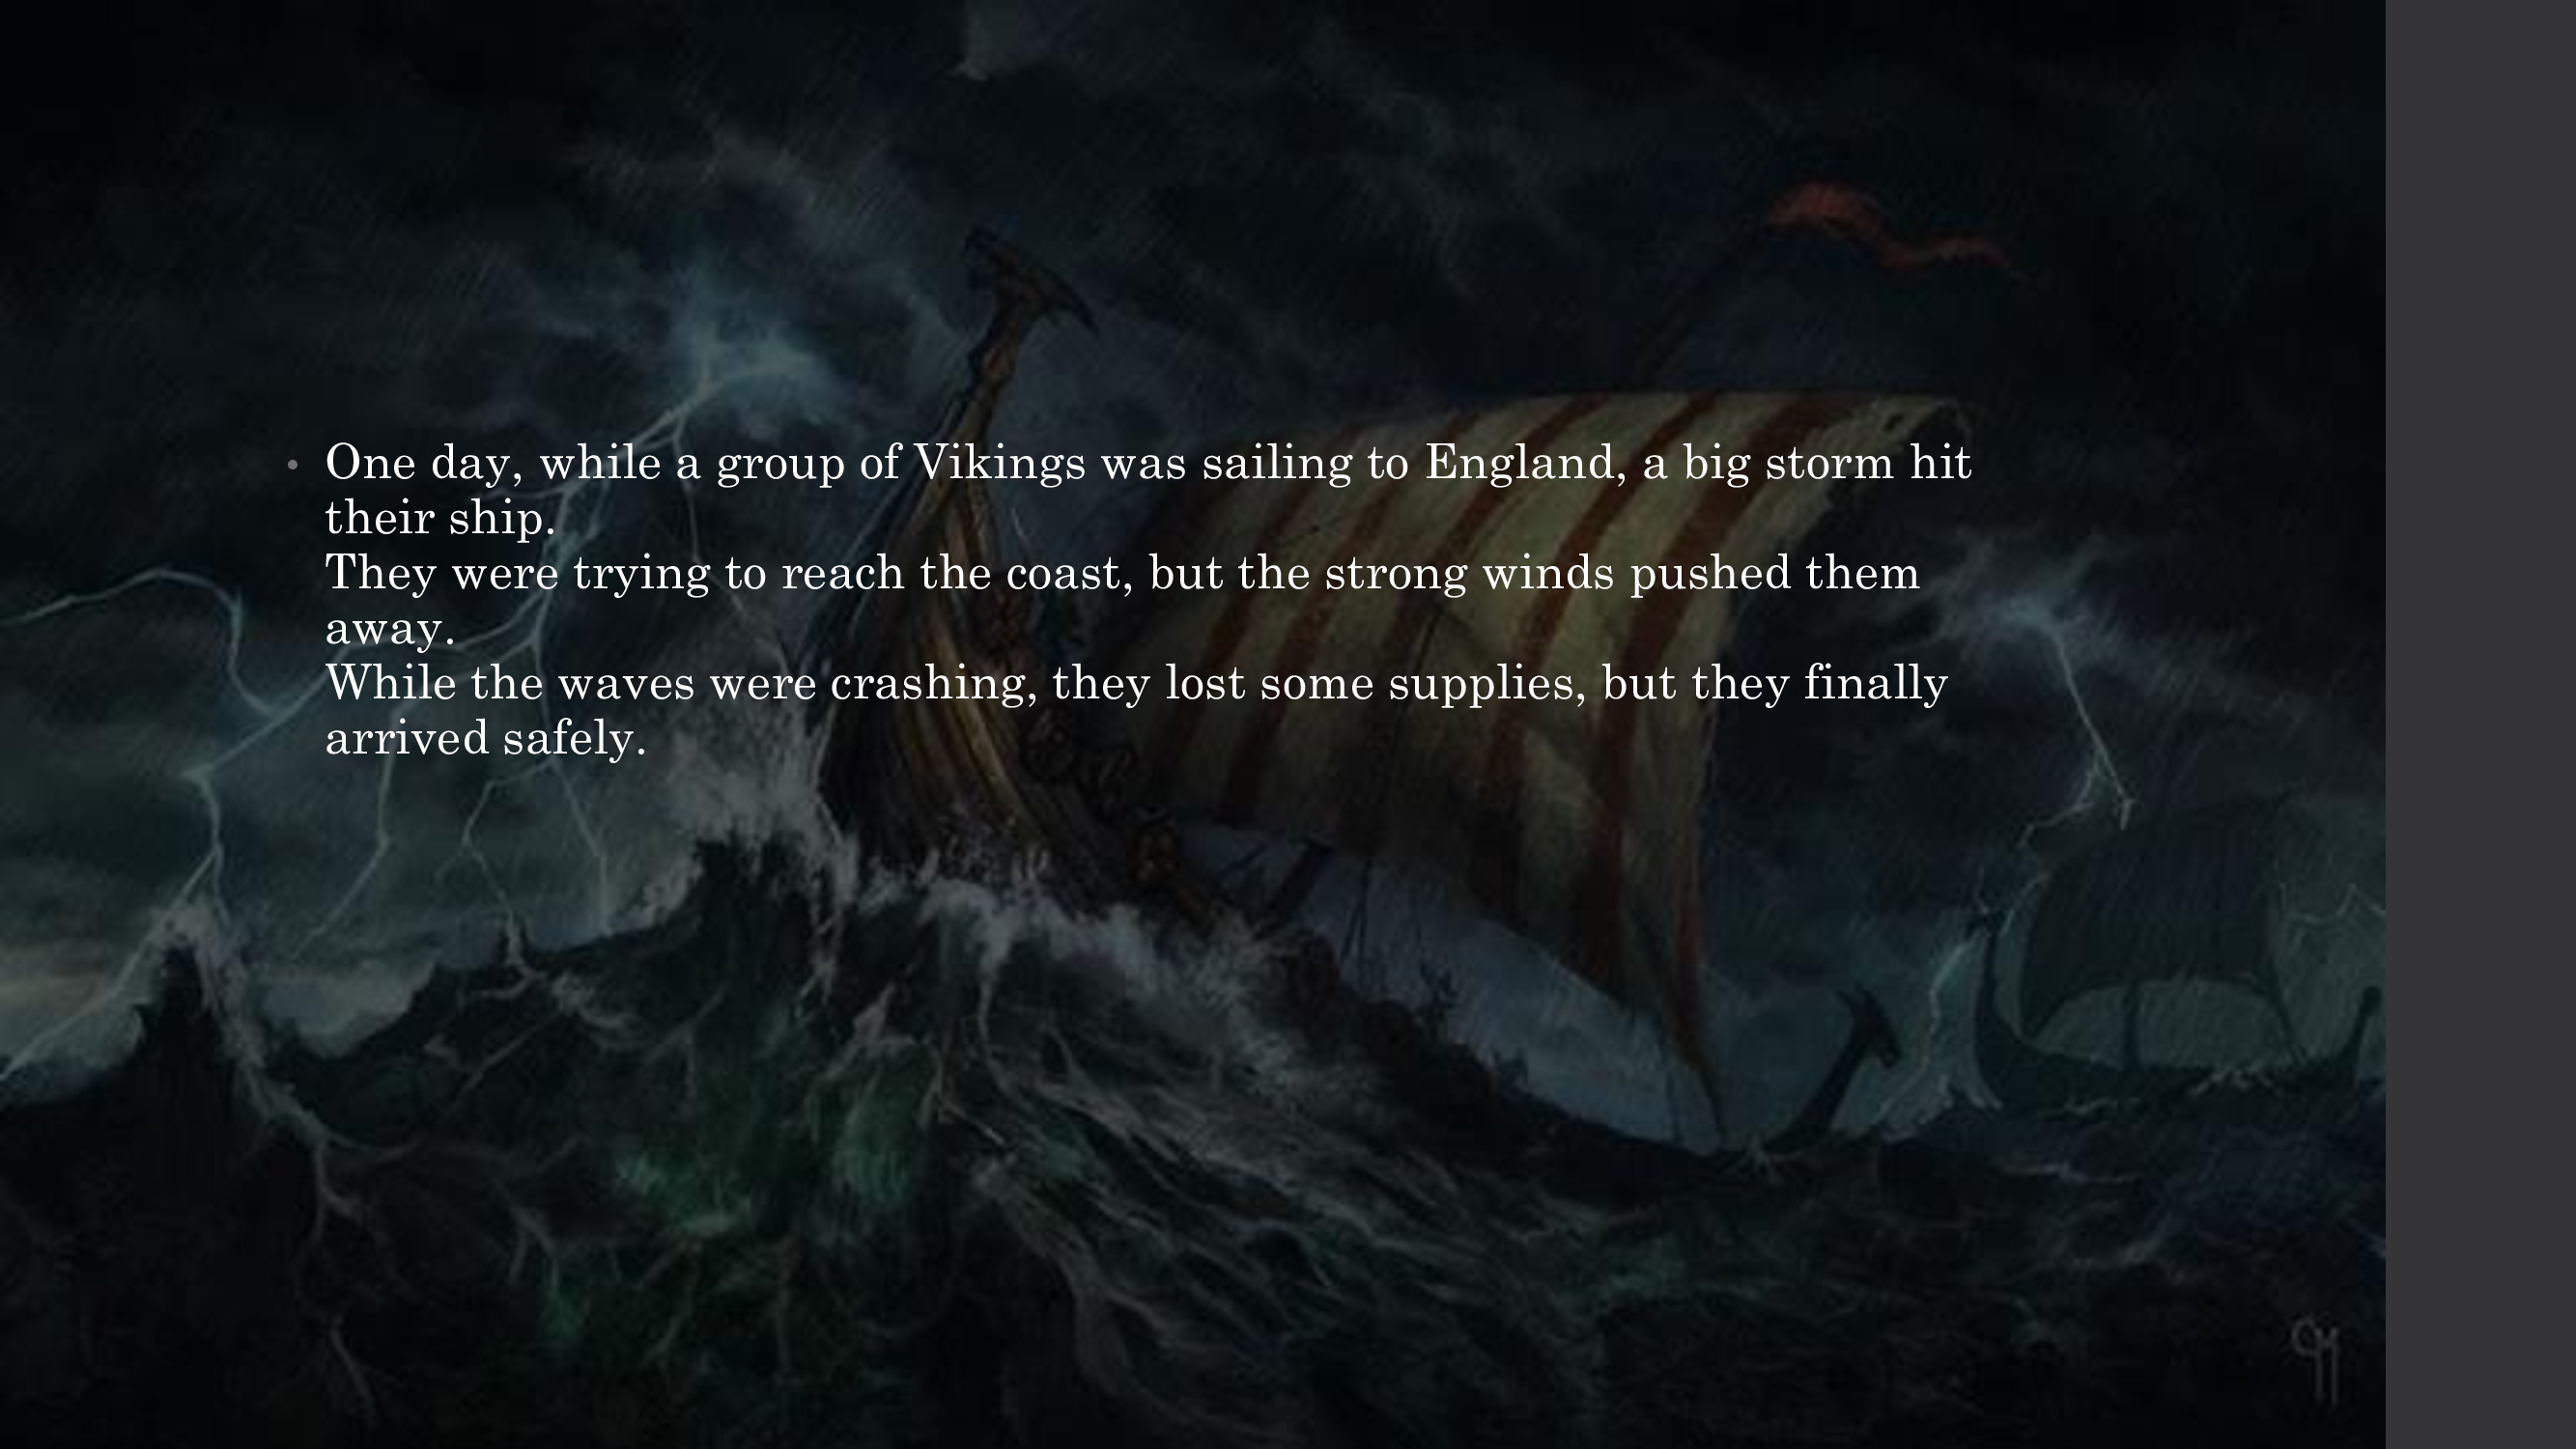 • One day, while a group of Vikings was sailing to England, a big storm hit
their ship.
They were trying to reach the coast, but the strong winds pushed them
away.
While the waves were crashing, they lost some supplies, but they finally
arrived safely.